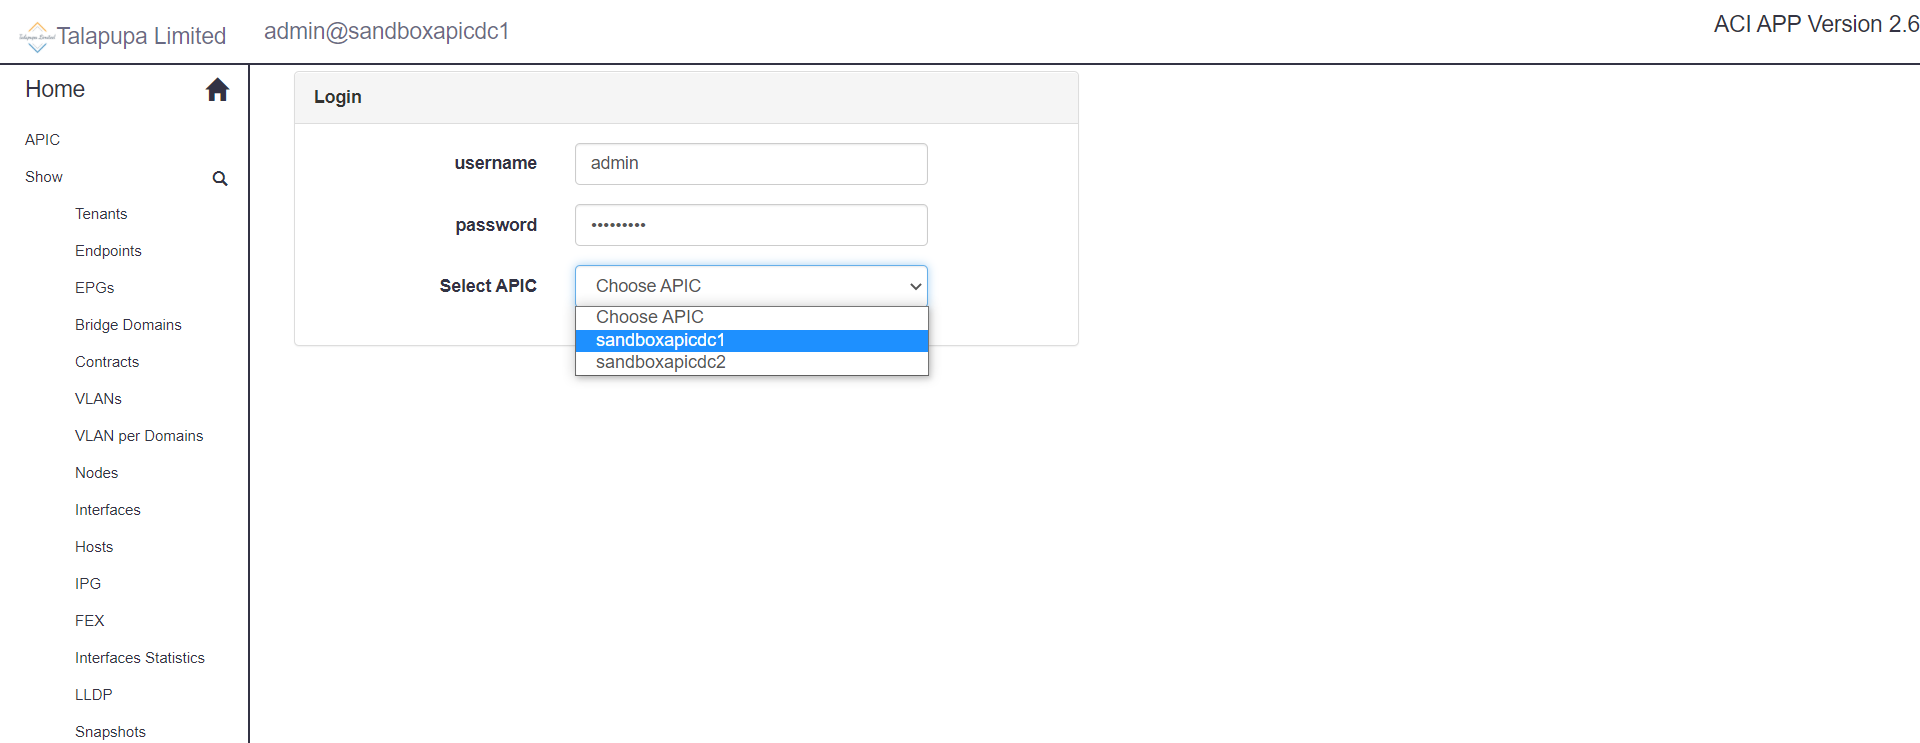 Talapupa Limited
admin@sandboxapicdc1
ACI APP Version 2.6
Home
APIC
Show
Tenants
Endpoints
EPGs
Bridge Domains
Contracts
VLANs
VLAN per Domains
Nodes
Interfaces
Hosts
IPG
FEX
Interfaces Statistics
LLDP
Snapshots
Login
username
admin
password
•••••••••
Select APIC
Choose APIC
Choose APIC
sandboxapicdc1
sandboxapicdc2